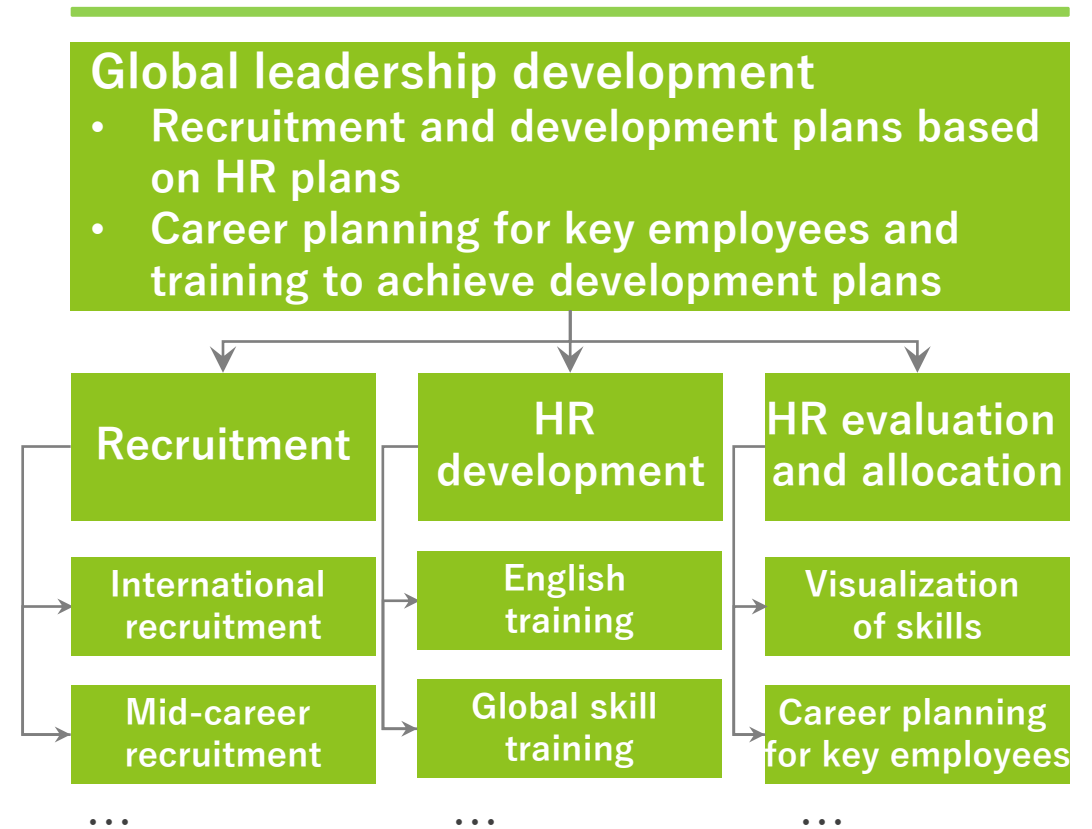 Global leadership development
• Recruitment and development plans based
on HR plans
• Career planning for key employees and
training to achieve development plans
Recruitment
HR
development
HR evaluation
and allocation
International
recruitment
English
training
Visualization
of skills
Mid-career
recruitment
Global skill
training
Career planning
for key employees
… … …